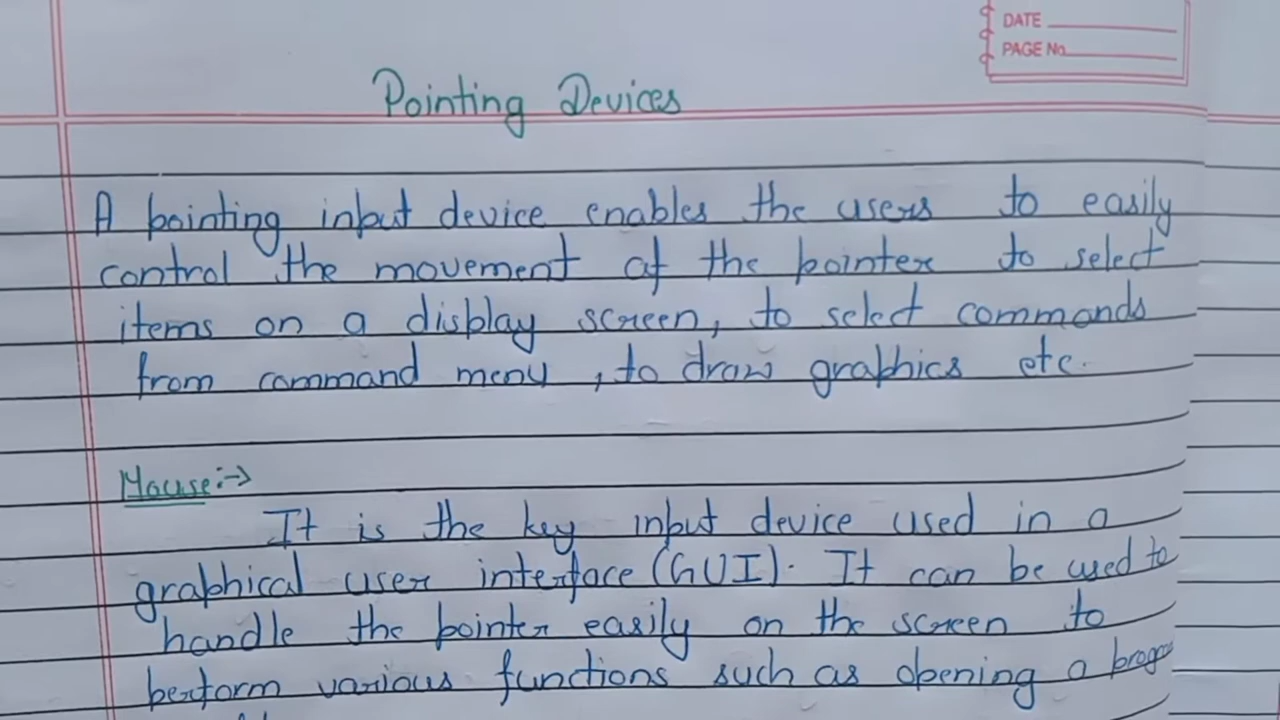 DATE
PAGE No.
Pointing Devices
A pointing input device enables the users to easily
control the movement of the pointer to select
items on a display screen, to select commands
from command menu , to draw graphics etc.
Mouse:→
It is the key input device used in a
graphical user interface (GUI). It can be used to
handle the pointer easily on the screen to
perform various functions such as opening a